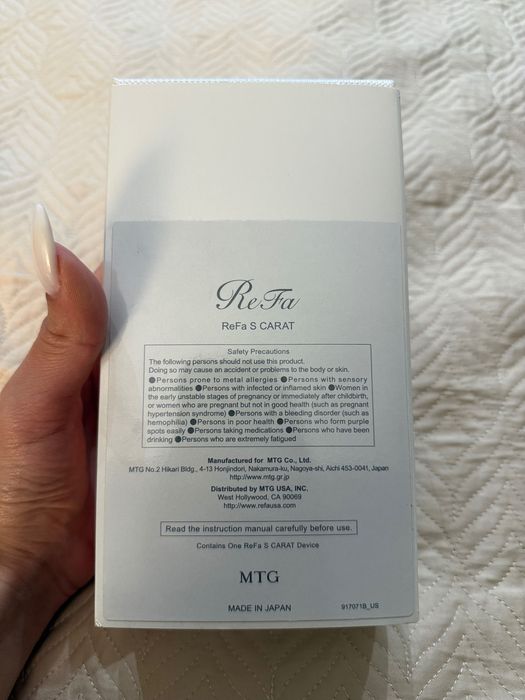 ReFa
ReFa S CARAT
Safety Precautions
The following persons should not use this product.
Doing so may cause an accident or problems to the body or skin.
●Persons prone to metal allergies ●Persons with sensory
abnormalities ●Persons with infected or inflamed skin ●Women in
the early unstable stages of pregnancy or immediately after childbirth,
or women who are pregnant but not in good health (such as pregnant
hypertension syndrome) ●Persons with a bleeding disorder (such as
hemophilia) ●Persons in poor health ●Persons who form purple
spots easily ●Persons taking medications ●Persons who have been
drinking ●Persons who are extremely fatigued
Manufactured for MTG Co., Ltd.
MTG No.2 Hikari Bldg., 4-13 Honjindori, Nakamura-ku, Nagoya-shi, Aichi 453-0041, Japan
http://www.mtg.gr.jp
Distributed by MTG USA, INC.
West Hollywood, CA 90069
http://www.refausa.com
Read the instruction manual carefully before use.
Contains One ReFa S CARAT Device
MTG
MADE IN JAPAN
917071B_US